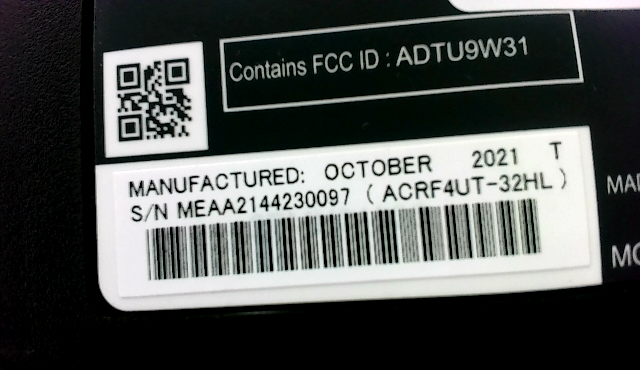 Contains FCC ID : ADTU9W31
MANUFACTURED: OCTOBER 2021 T
S/N MEAA2144230097 ( ACRF4UT-32HL )